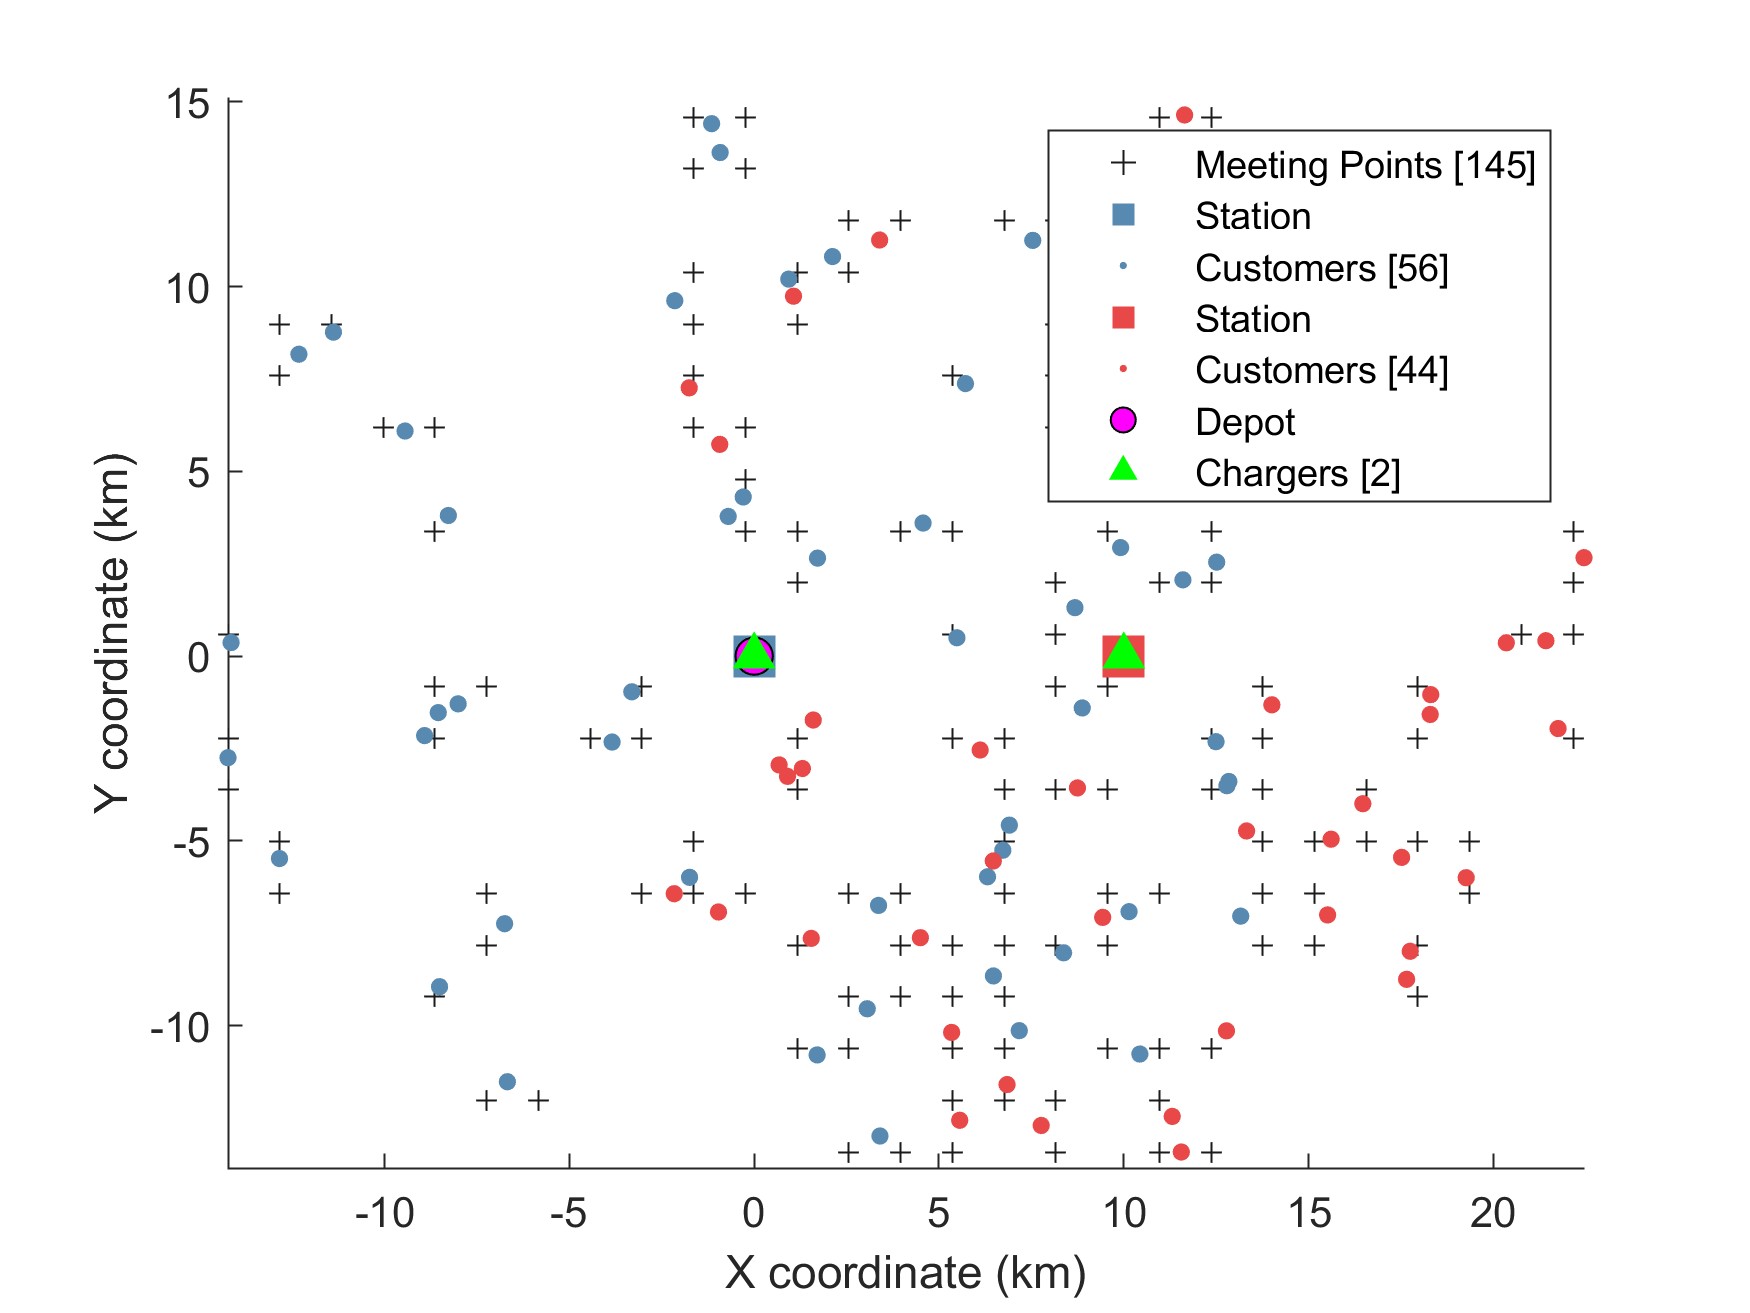 15
10
5
0
-5
-10
Y coordinate (km)
Meeting Points [145]
Station
Customers [56]
Station
Customers [44]
Depot
Chargers [2]
-10 -5 0 5 10 15 20
X coordinate (km)